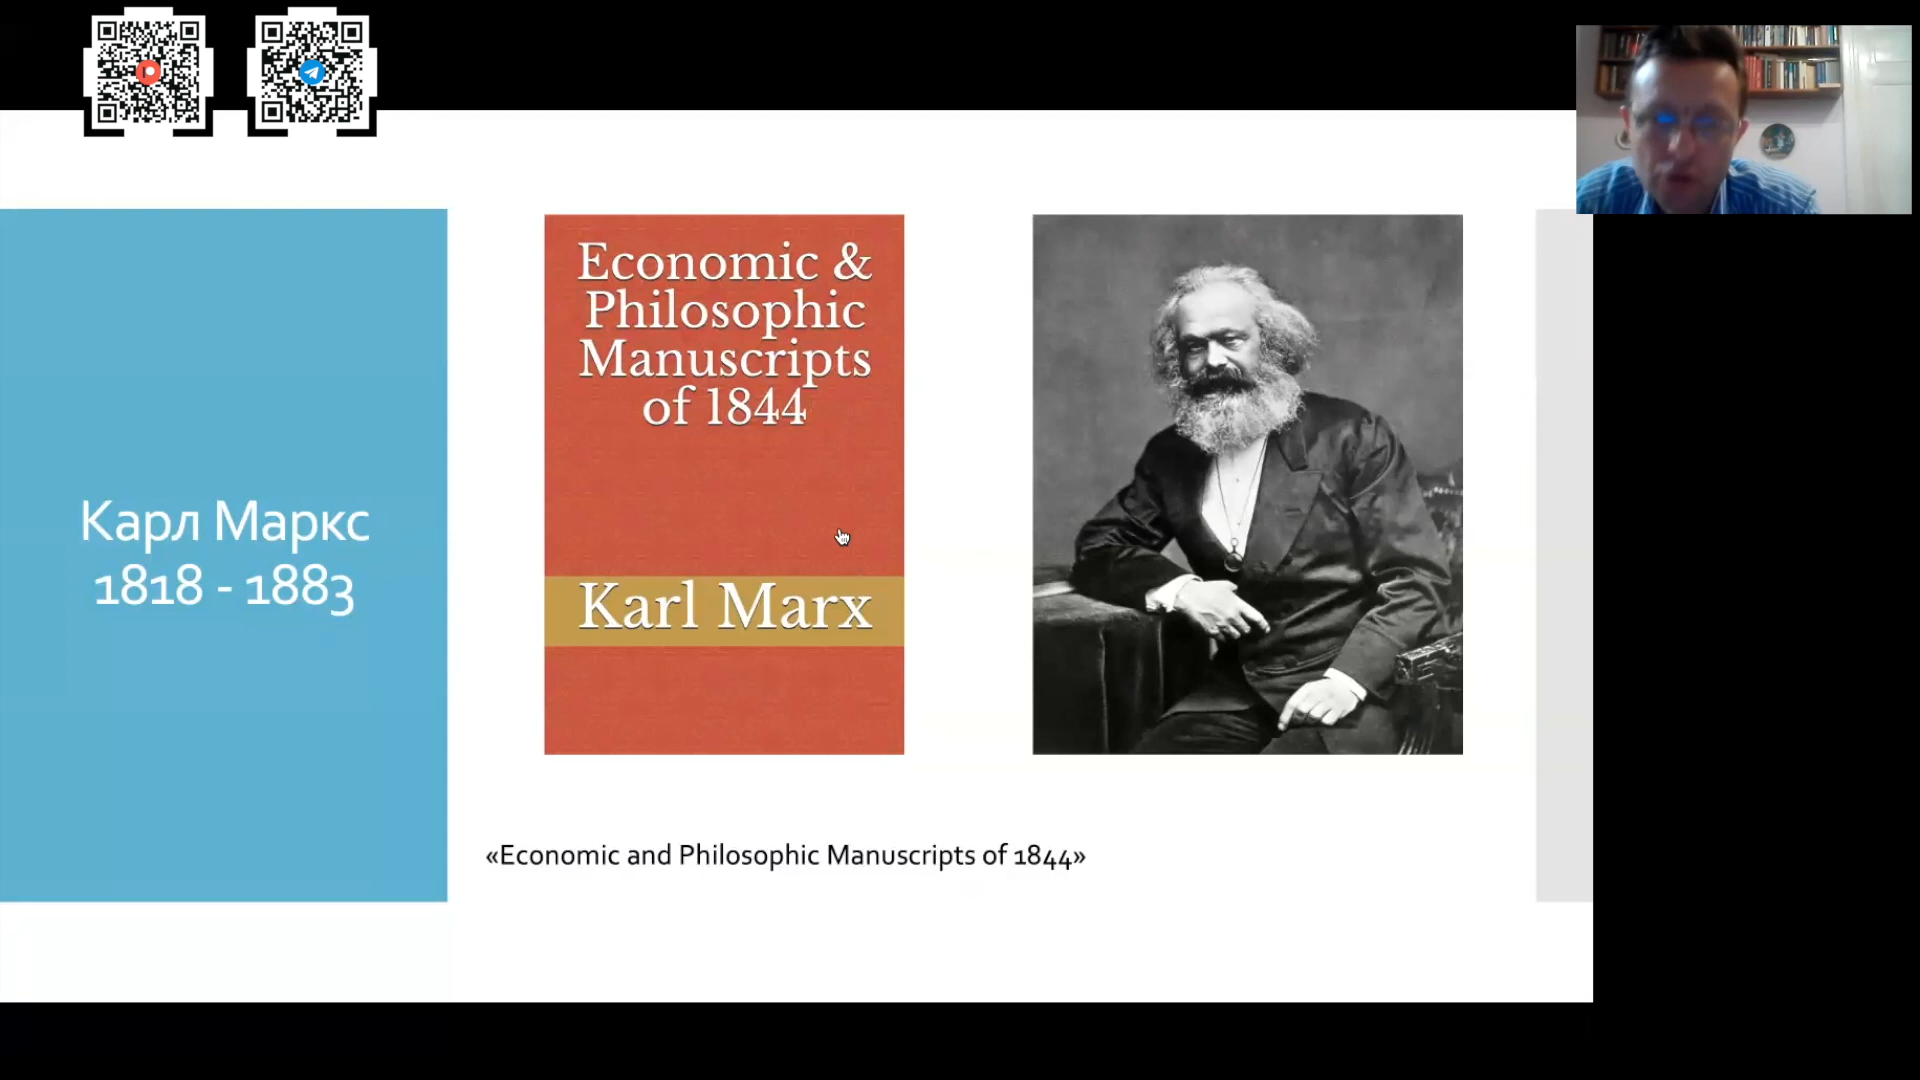 Карл Маркс
1818 - 1883
Economic &
Philosophic
Manuscripts
of 1844
Karl Marx
«Economic and Philosophic Manuscripts of 1844»